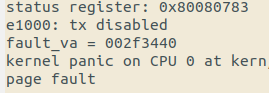 status register: 0x80080783
e1000: tx disabled
fault_va = 002f3440
kernel panic on CPU 0 at kern
page fault